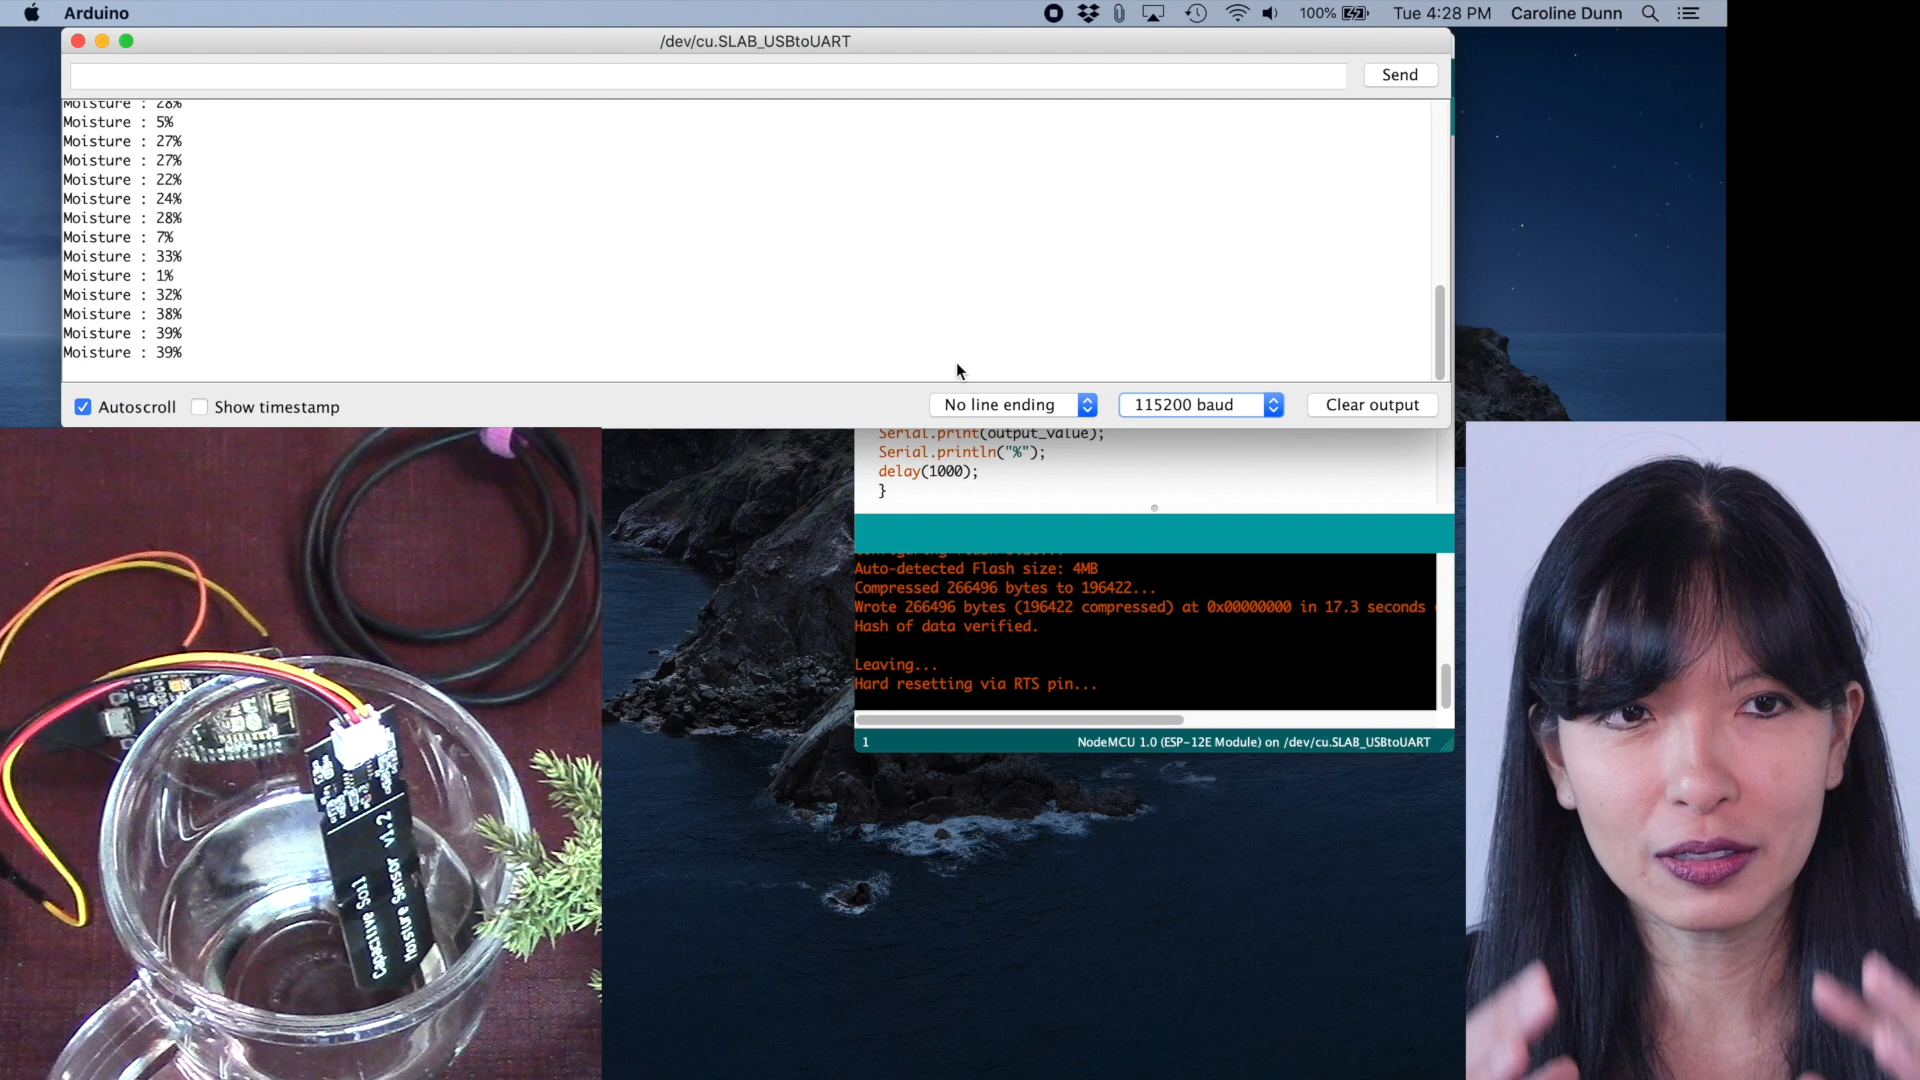 Arduino
100%
Tue 4:28 PM
Caroline Dunn
/dev/cu.SLAB_USBtoUART
Send
Moisture : 28%
Moisture : 5%
Moisture : 27%
Moisture : 27%
Moisture : 22%
Moisture : 24%
Moisture : 28%
Moisture : 7%
Moisture : 33%
Moisture : 1%
Moisture : 32%
Moisture : 38%
Moisture : 39%
Moisture : 39%
Autoscroll
Show timestamp
No line ending
115200 baud
Clear output
Serial.print(output_value);
Serial.println("%");
delay(1000);
}
Auto-detected Flash size: 4MB
Compressed 266496 bytes to 196422...
Wrote 266496 bytes (196422 compressed) at 0x00000000 in 17.3 seconds
Hash of data verified.
Leaving...
Hard resetting via RTS pin...
1
NodeMCU 1.0 (ESP-12E Module) on /dev/cu.SLAB_USBtoUART
Capacitive Soil
Moisture Sensor v1.2